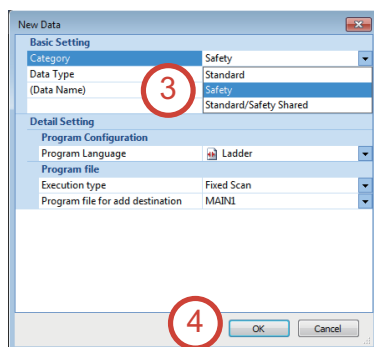 New Data
Basic Setting
Category Safety
Data Type Standard
(Data Name) Safety
Standard/Safety Shared
3
Detail Setting
Program Configuration
Program Language Ladder
Program file
Execution type Fixed Scan
Program file for add destination MAIN1
4
OK Cancel